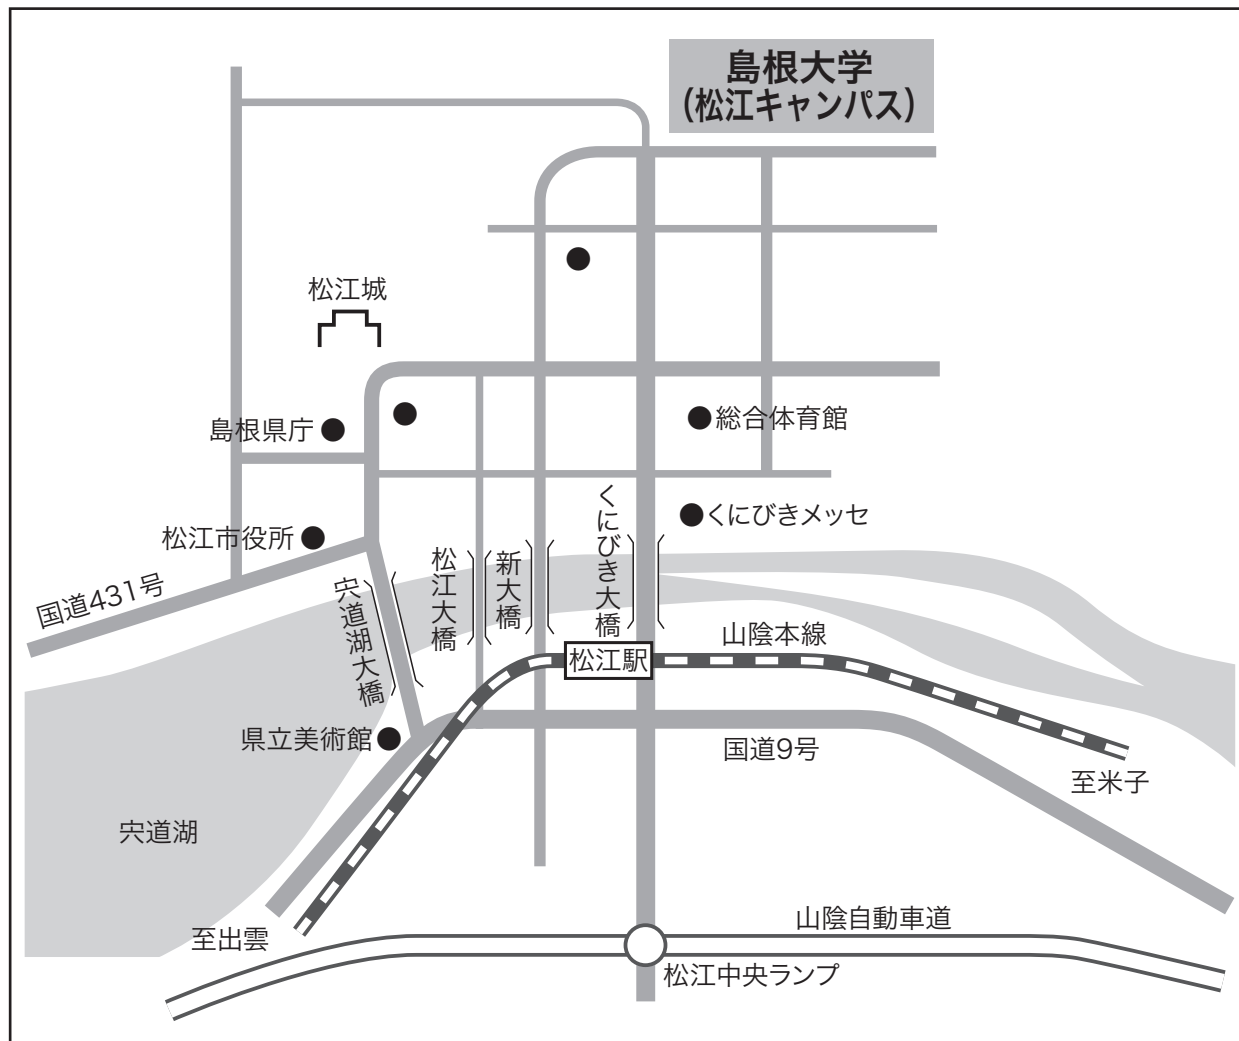 島根大学
(松江キャンパス)
松江城
島根県庁
総合体育館
くにびきメッセ
松江市役所
国道431号
宍道湖大橋
松江大橋
新大橋
くにびき大橋
山陰本線
松江駅
県立美術館
国道9号
至米子
宍道湖
至出雲
山陰自動車道
松江中央ランプ